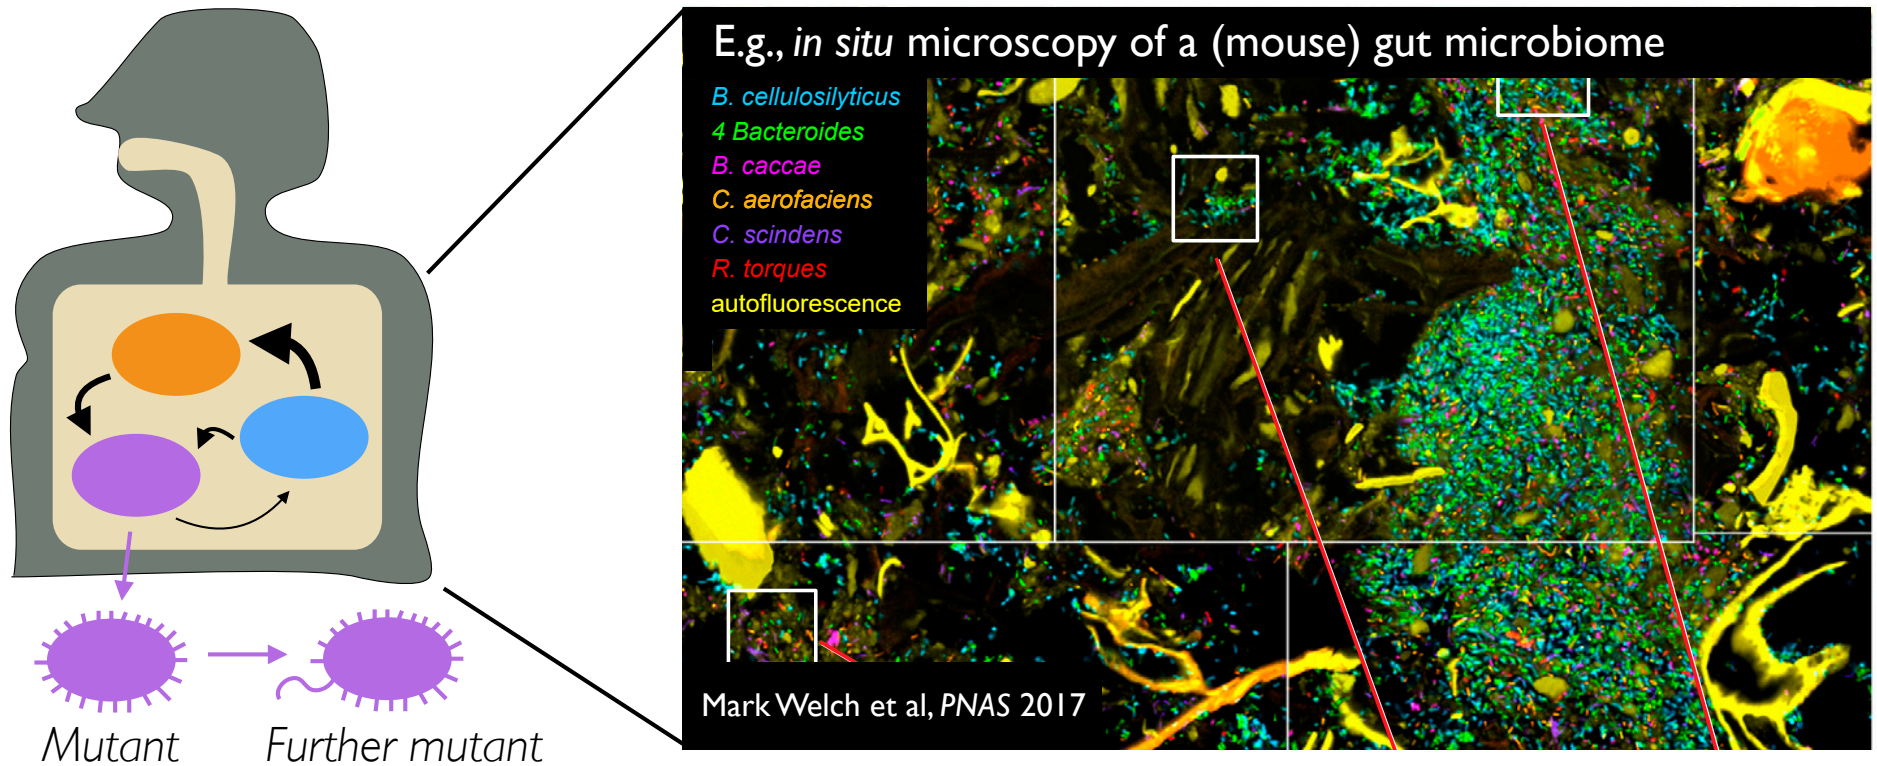 E.g., in situ microscopy of a (mouse) gut microbiome
B. cellulosilyticus
4 Bacteroides
B. caccae
C. aerofaciens
C. scindens
R. torques
autofluorescence
Mark Welch et al, PNAS 2017
Mutant
Further mutant